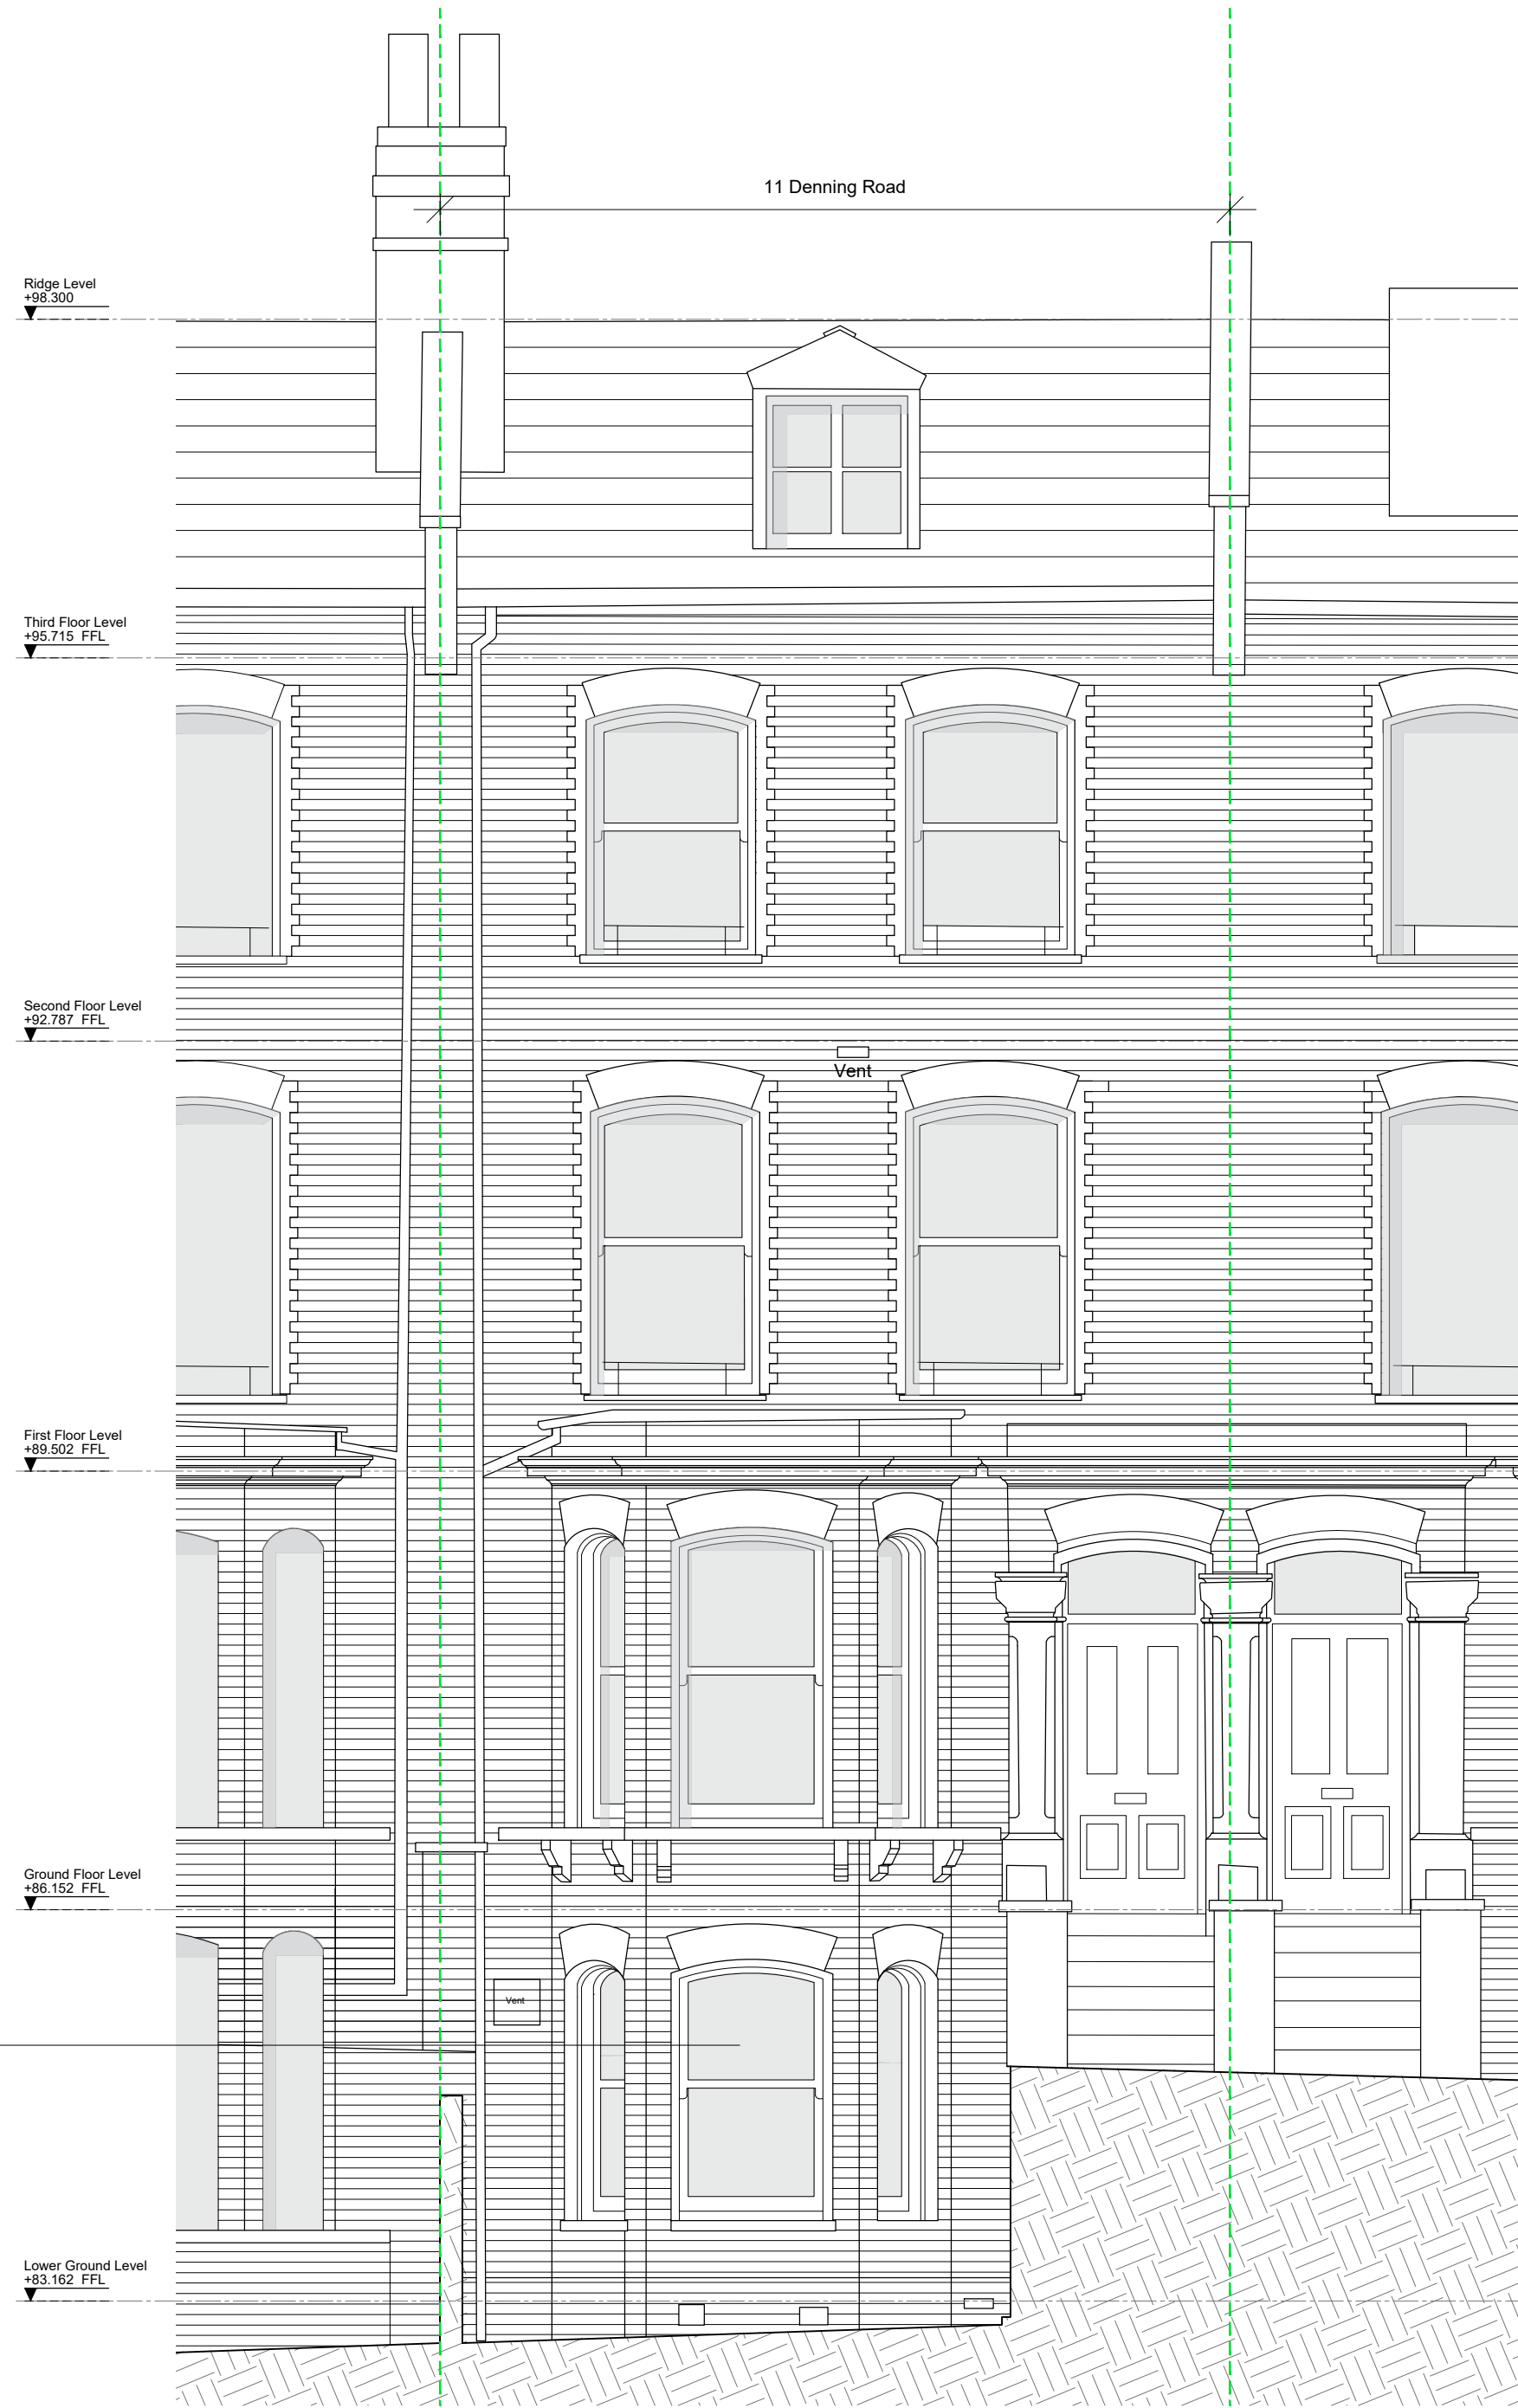 11 Denning Road
Ridge Level
+98.300
Third Floor Level
+95.715 FFL
Second Floor Level
+92.787 FFL
Vent
First Floor Level
+89.502 FFL
Ground Floor Level
+86.152 FFL
Vent
Lower Ground Level
+83.162 FFL